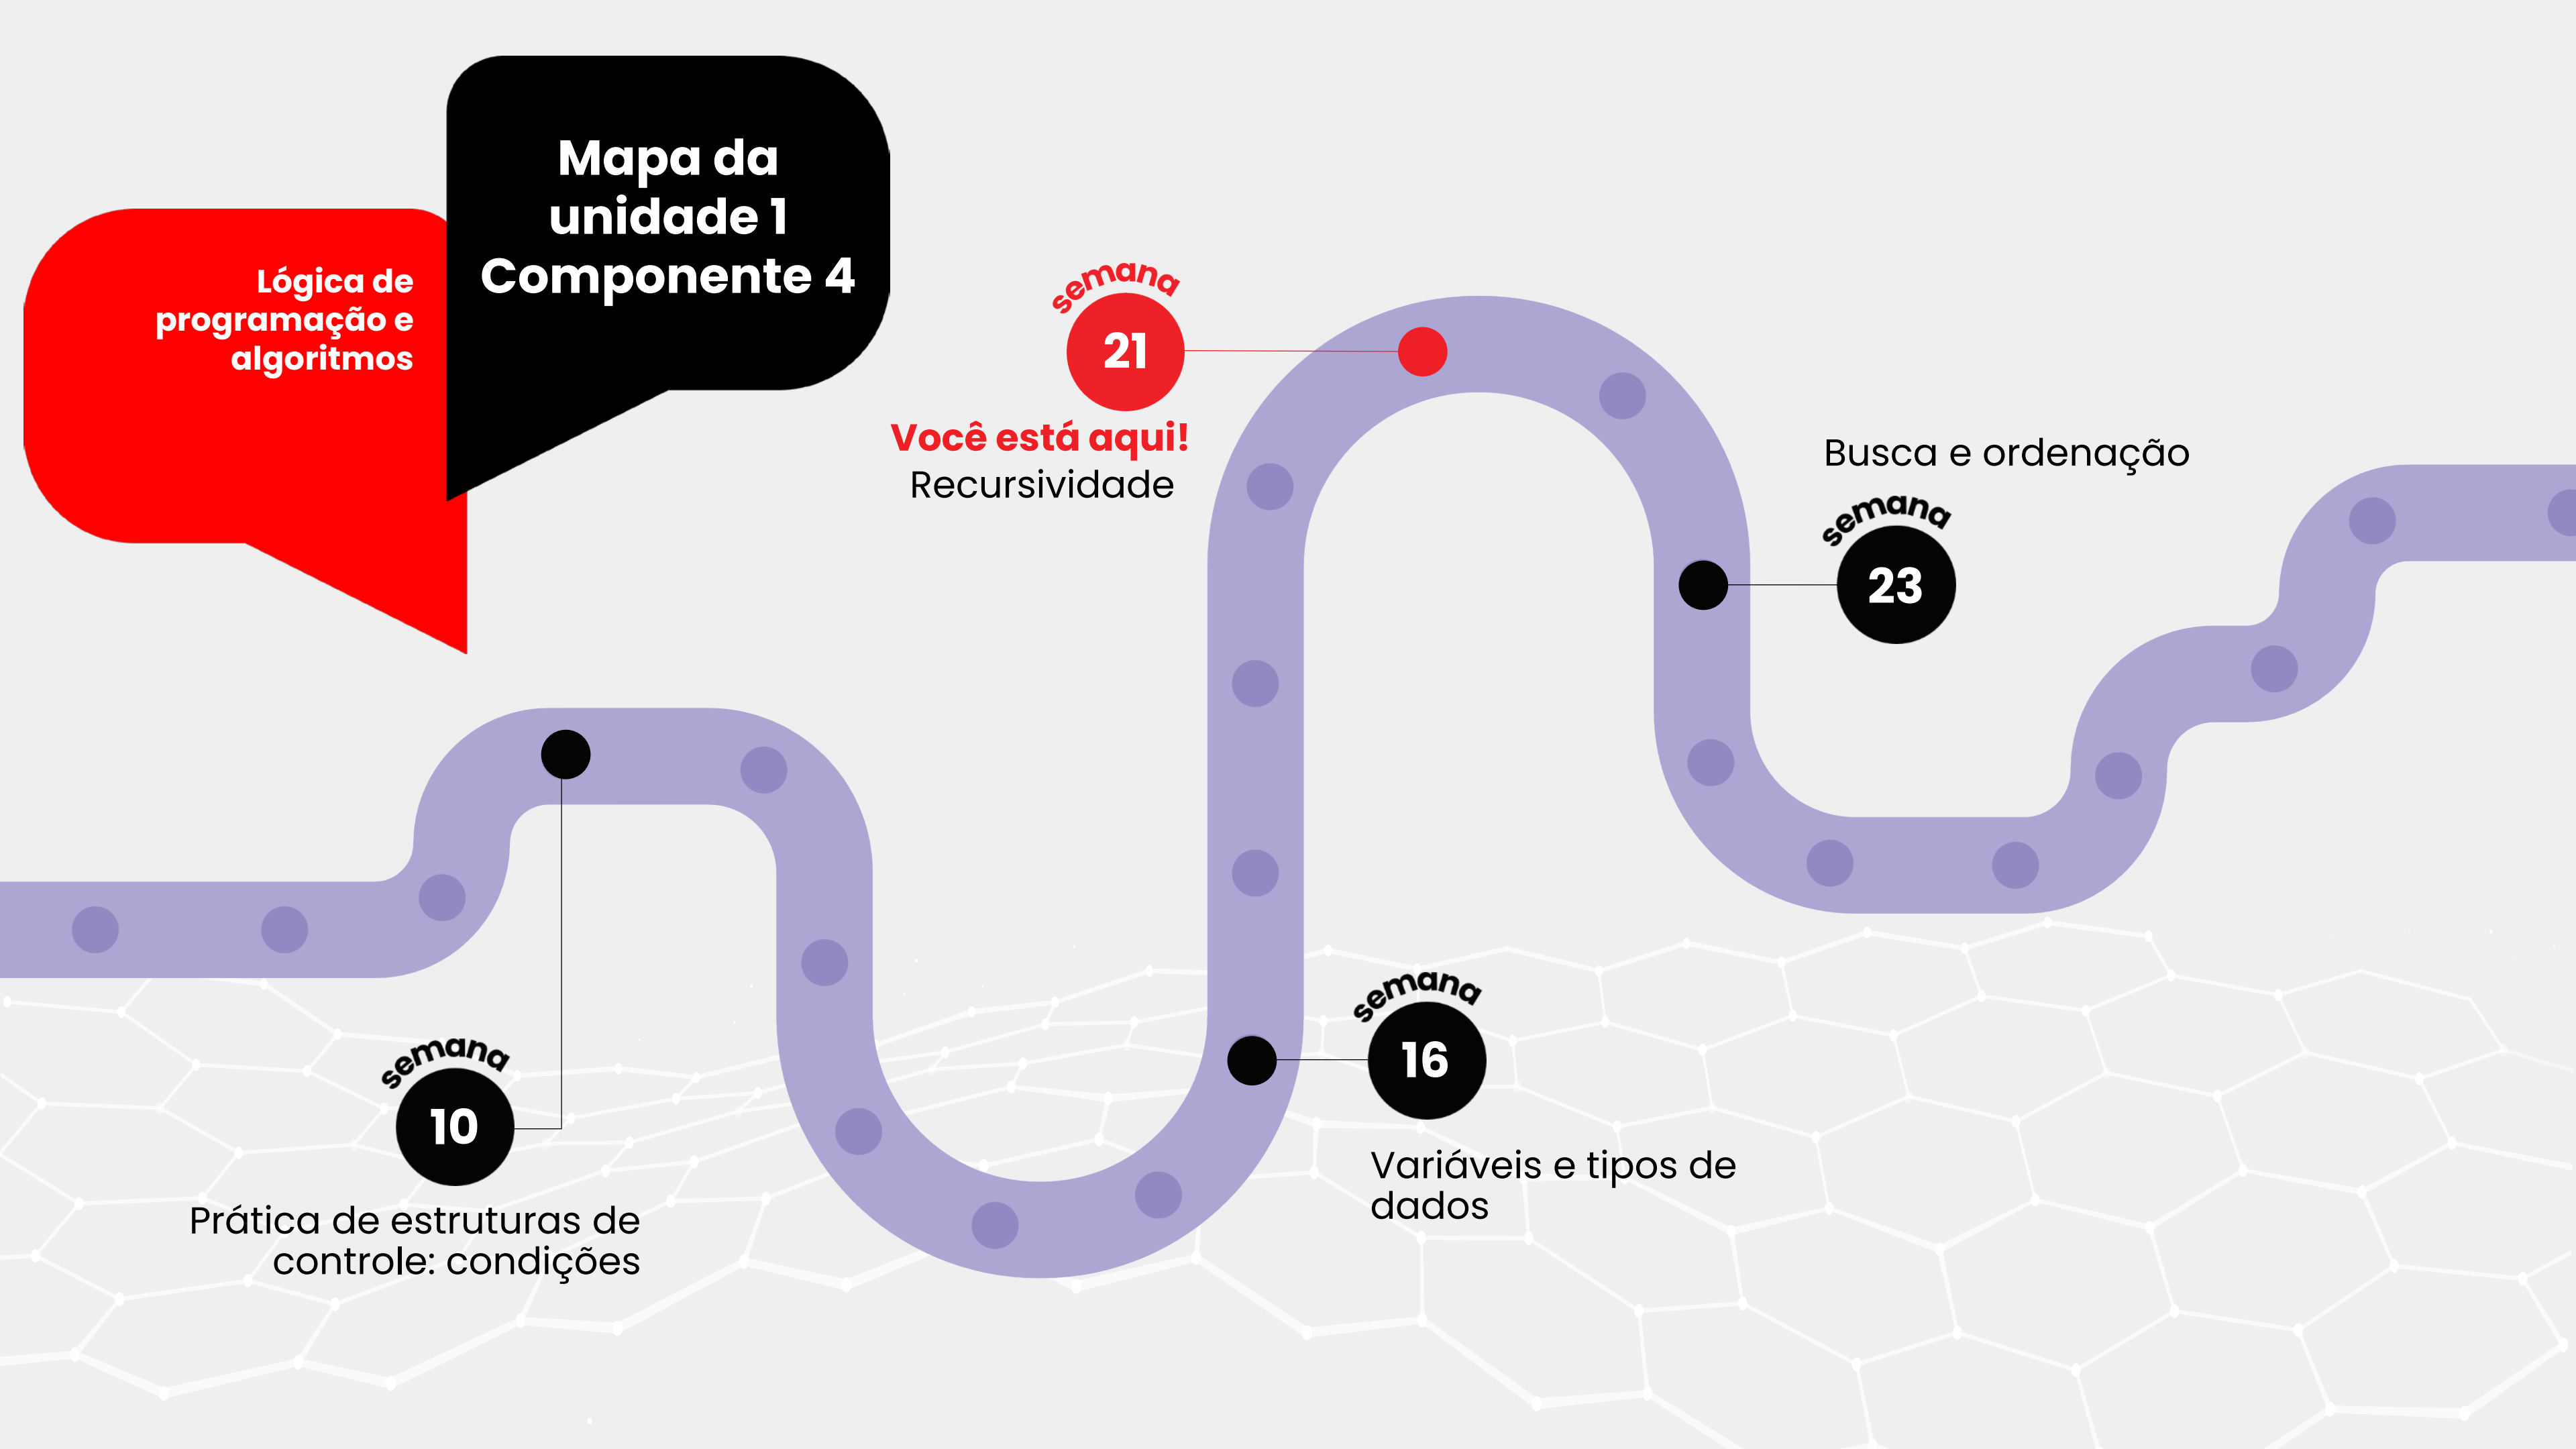 Mapa da
unidade 1
Componente 4
Lógica de
programação e
algoritmos
semana
21
Você está aqui!
Recursividade
Busca e ordenação
semana
23
semana
10
Prática de estruturas de
controle: condições
semana
16
Variáveis e tipos de
dados